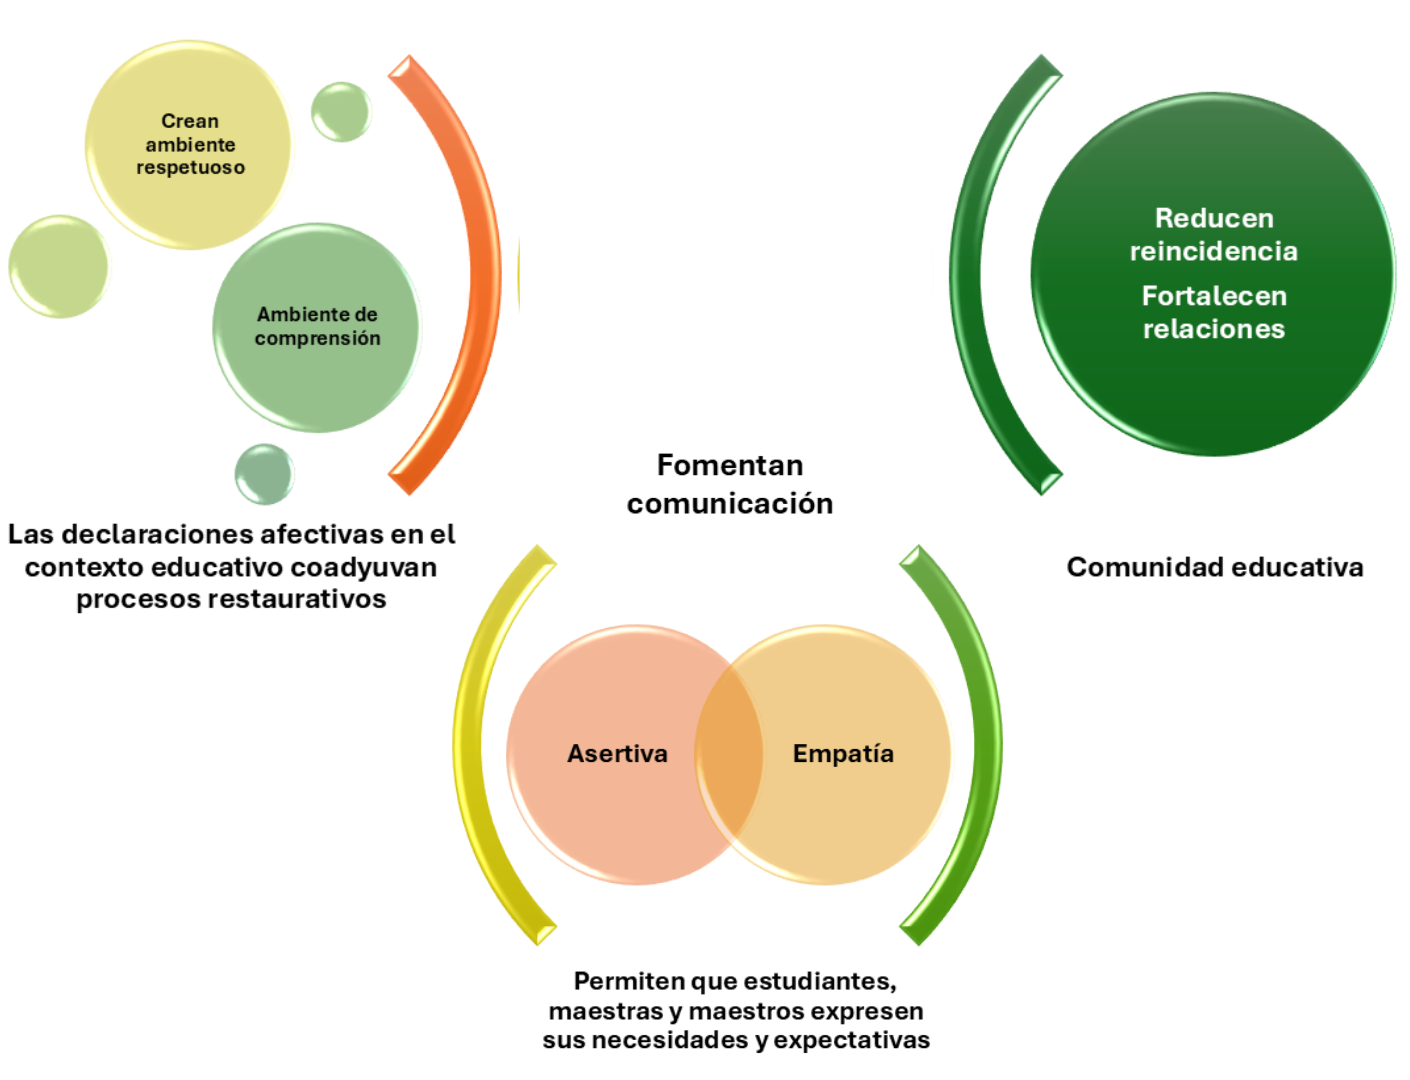 Crean
ambiente
respetuoso
Ambiente de
comprensión
Las declaraciones afectivas en el
contexto educativo coadyuvan
procesos restaurativos
Fomentan
comunicación
Asertiva
Empatía
Permiten que estudiantes,
maestras y maestros expresen
sus necesidades y expectativas
Reducen
reincidencia
Fortalecen
relaciones
Comunidad educativa